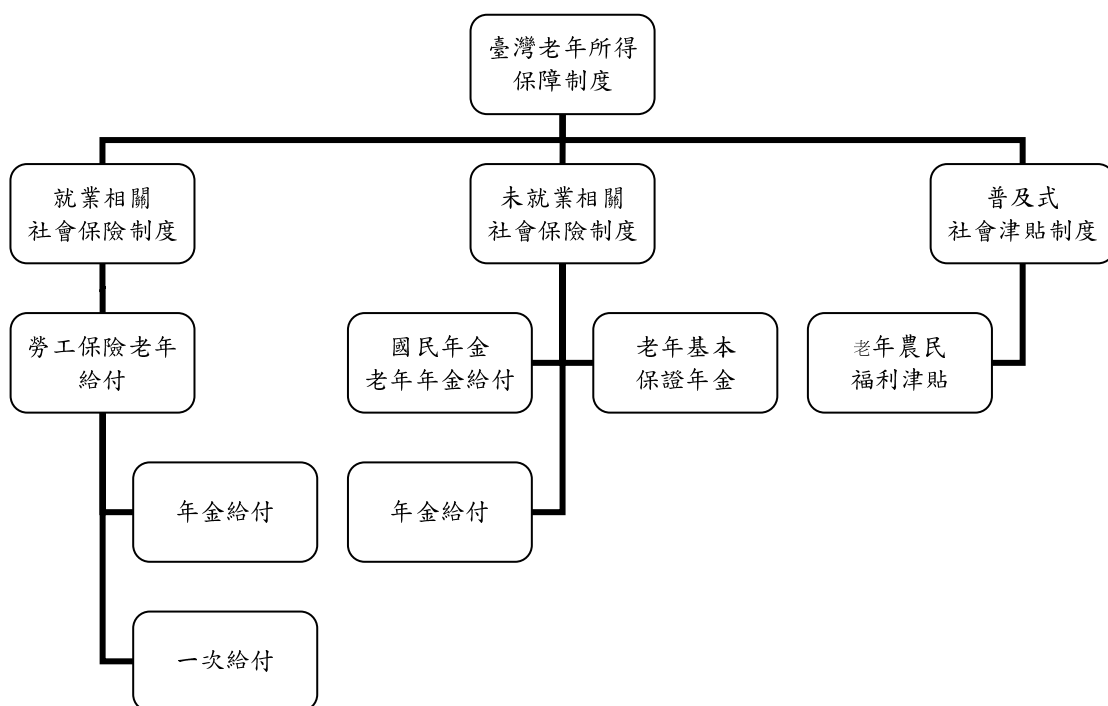 臺灣老年所得
保障制度
就業相關
社會保險制度
未就業相關
社會保險制度
普及式
社會津貼制度
勞工保險老年
給付
國民年金
老年年金給付
老年基本
保證年金
老年農民
福利津貼
年金給付
年金給付
一次給付